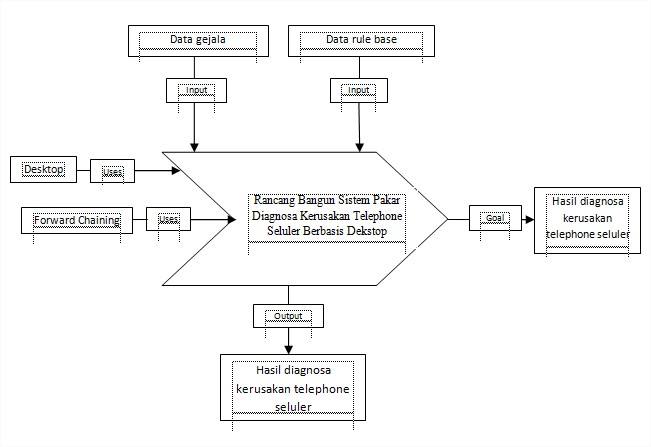 Data gejala
Data rule base
Input
Input
Desktop
Uses
Forward Chaining
Uses
Rancang Bangun Sistem Pakar
Diagnosa Kerusakan Telephone
Seluler Berbasis Dekstop
Goal
Hasil diagnosa
kerusakan
telephone seluler
Output
Hasil diagnosa
kerusakan telephone
seluler